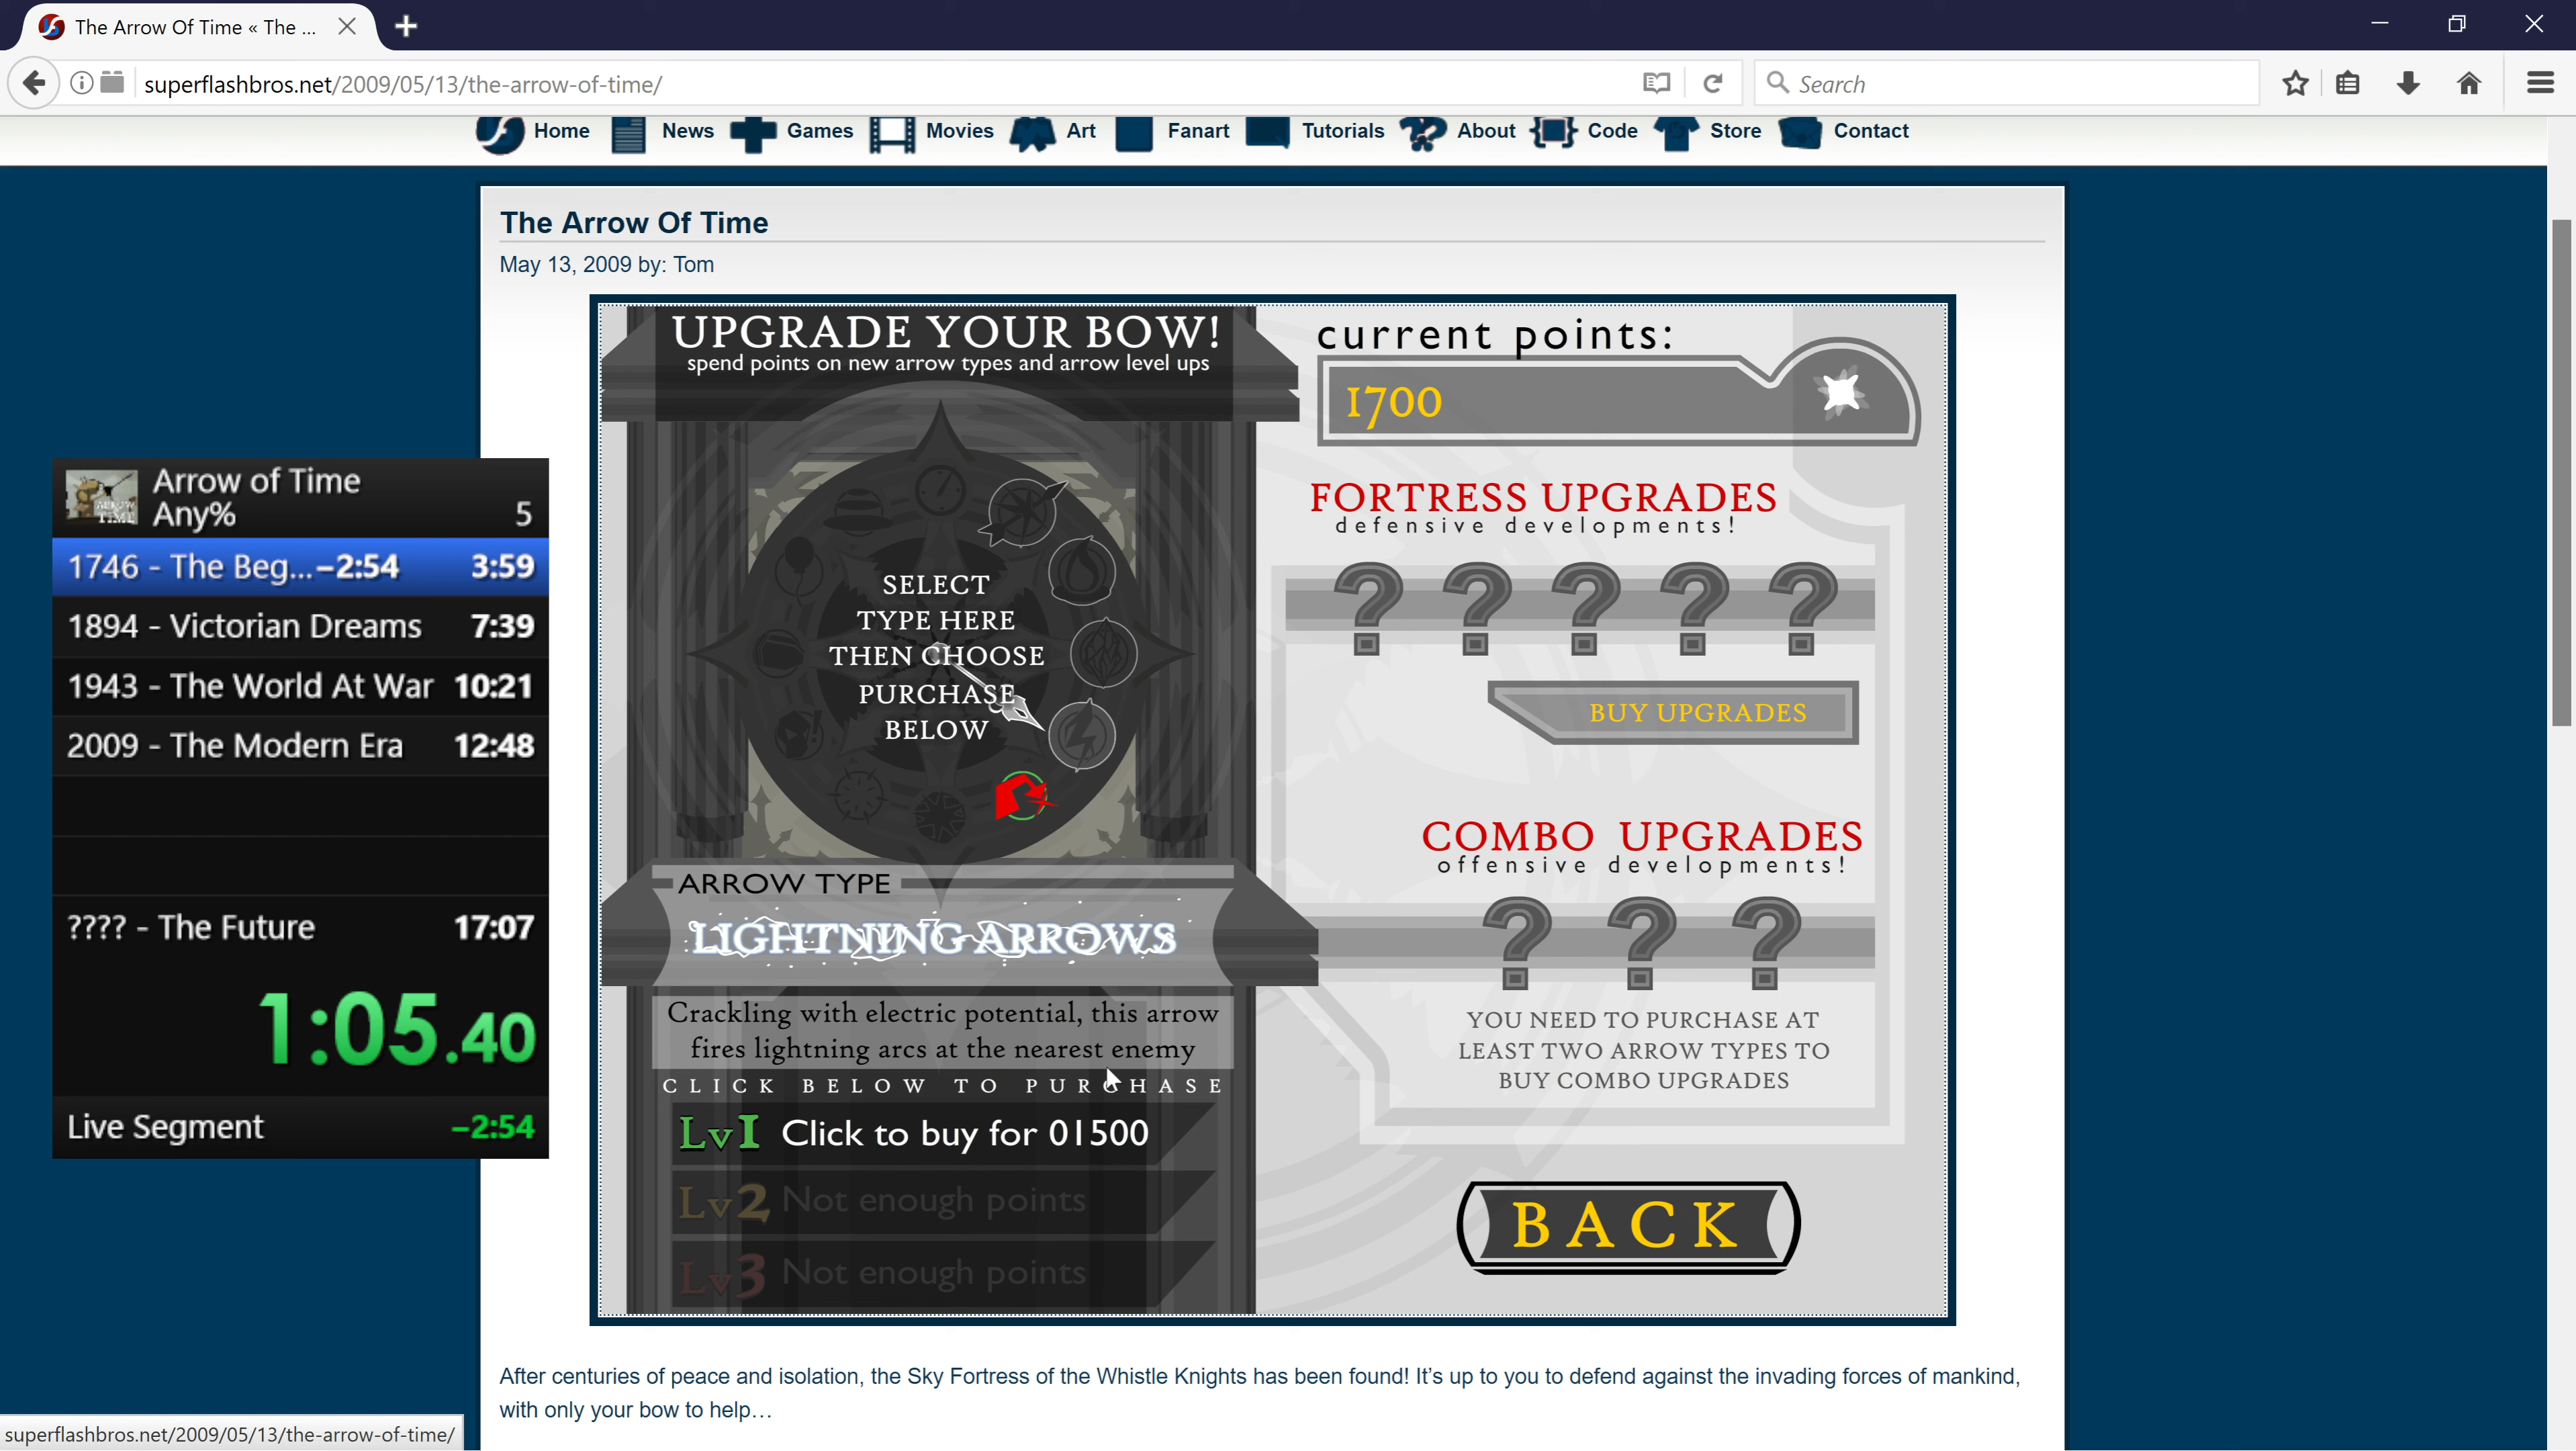 The Arrow Of Time « The ...
superflashbros.net/2009/05/13/the-arrow-of-time/
Search
Home News Games Movies Art Fanart Tutorials About Code Store Contact
The Arrow Of Time
May 13, 2009 by: Tom
UPGRADE YOUR BOW!
spend points on new arrow types and arrow level ups
current points:
1700
FORTRESS UPGRADES
defensive developments!
? ? ? ? ?
BUY UPGRADES
COMBO UPGRADES
offensive developments!
? ? ?
YOU NEED TO PURCHASE AT
LEAST TWO ARROW TYPES TO
BUY COMBO UPGRADES
BACK
SELECT
TYPE HERE
THEN CHOOSE
PURCHASE
BELOW
ARROW TYPE
LIGHTNING ARROWS
Crackling with electric potential, this arrow
fires lightning arcs at the nearest enemy
CLICK BELOW TO PURCHASE
Lv1 Click to buy for 01500
Lv2 Not enough points
Lv3 Not enough points
Arrow of Time
Any% 5
1746 - The Beg... -2:54 3:59
1894 - Victorian Dreams 7:39
1943 - The World At War 10:21
2009 - The Modern Era 12:48
???? - The Future 17:07
1:05.40
Live Segment -2:54
After centuries of peace and isolation, the Sky Fortress of the Whistle Knights has been found! It's up to you to defend against the invading forces of mankind,
with only your bow to help…
superflashbros.net/2009/05/13/the-arrow-of-time/